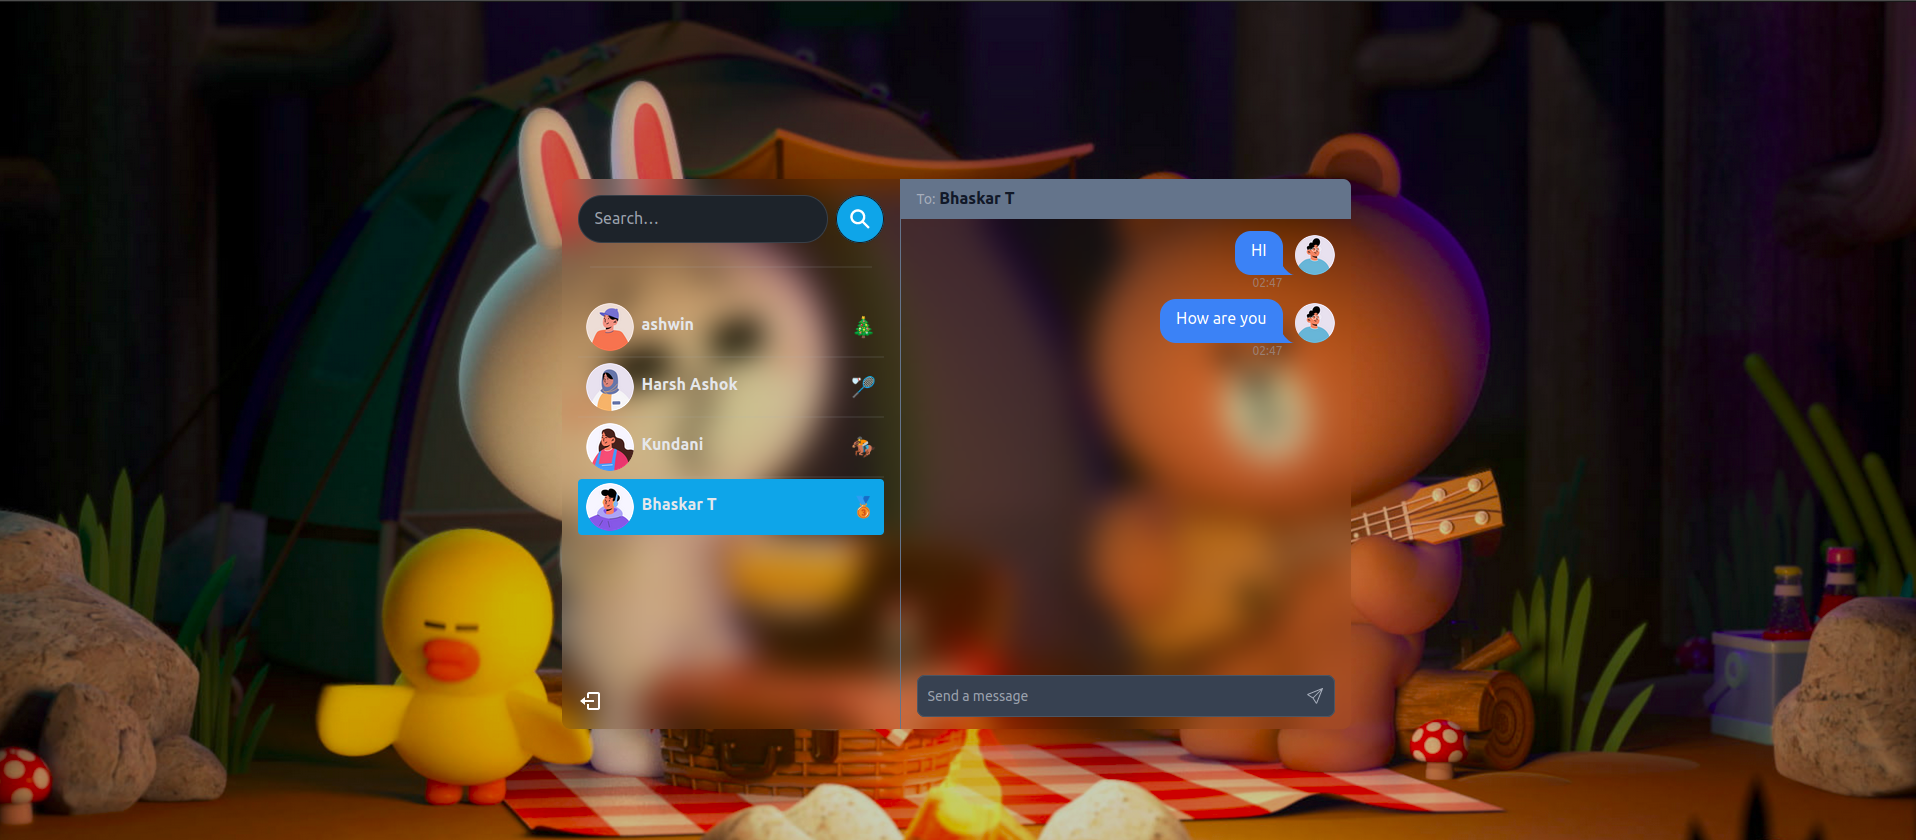 Search…
ashwin
Harsh Ashok
Kundani
Bhaskar T
To: Bhaskar T
HI
02:47
How are you
02:47
Send a message